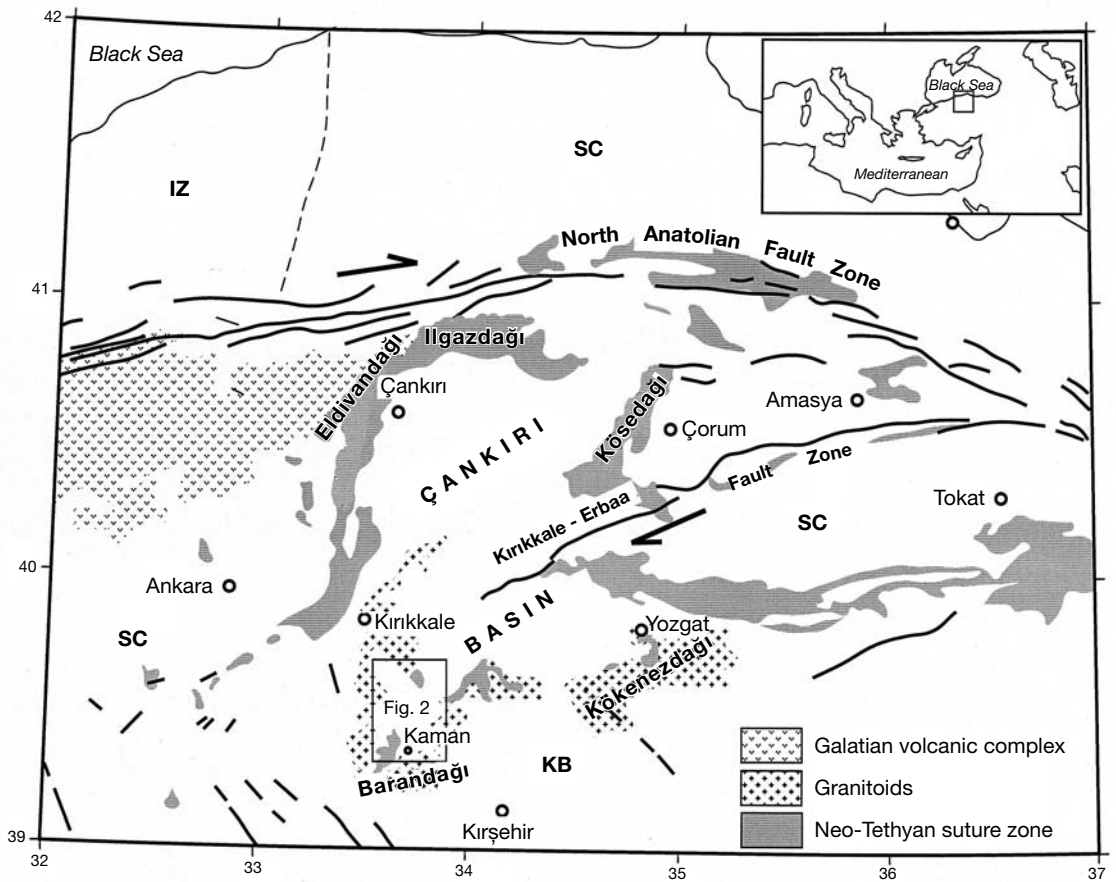 42
Black Sea
Black Sea
Mediterranean
SC
IZ
North Anatolian Fault Zone
41
Ilgazdağı
Eldivandağı
Çankırı
Kösedağı
Amasya
Çorum
ÇANKIRI
Kırıkkale - Erbaa Fault Zone
Tokat
SC
40
Ankara
BASIN
Kırıkkale
Yozgat
SC
Kökenezdağı
Fig. 2
Kaman
Barandağı
KB
Kırşehir
Galatian volcanic complex
Granitoids
Neo-Tethyan suture zone
39
32 33 34 35 36 37